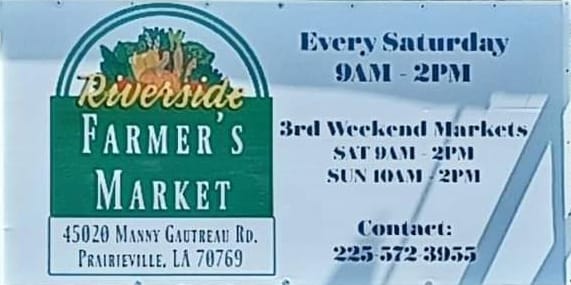 Riverside
FARMER'S
MARKET
45020 MANNY GAUTREAU RD.
PRAIRIEVILLE, LA 70769
Every Saturday
9AM - 2PM
3rd Weekend Markets
SAT 9AM - 2PM
SUN 10AM - 2PM
Contact:
225-572-3955